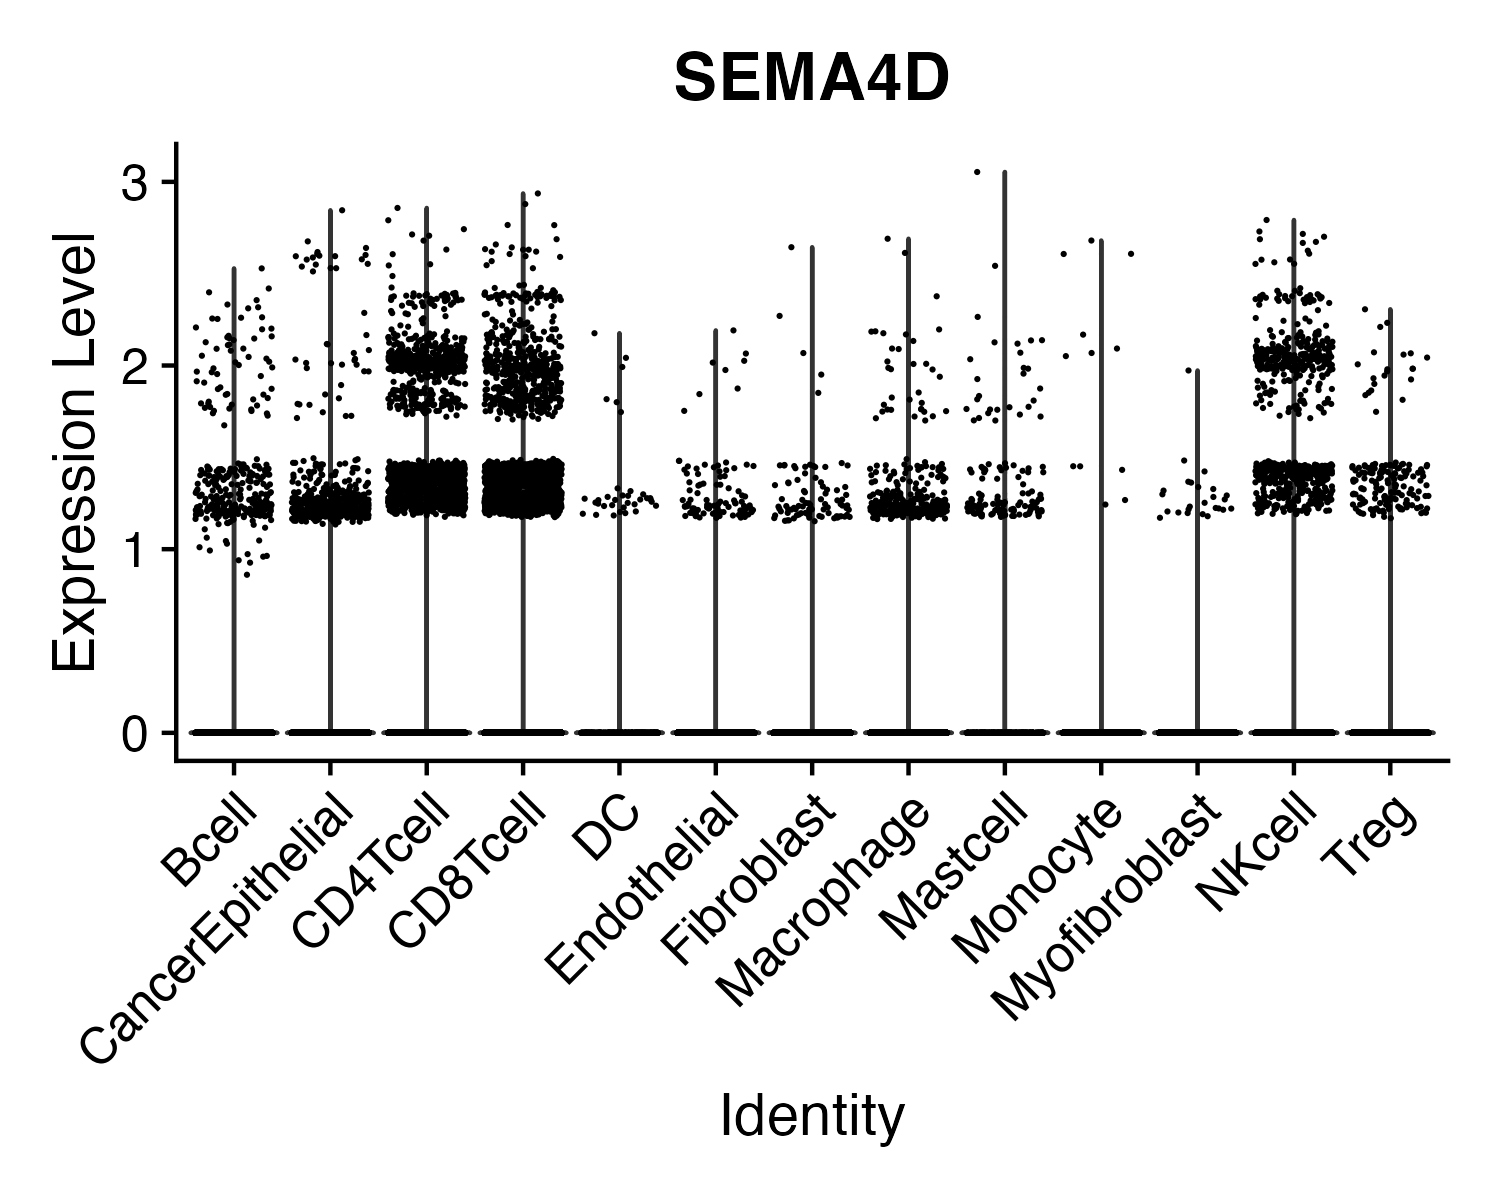 SEMA4D
Expression Level
3
2
1
0
Bcell
CancerEpithelial
CD4Tcell
CD8Tcell
DC
Endothelial
Fibroblast
Macrophage
Mastcell
Monocyte
Myofibroblast
NKcell
Treg
Identity